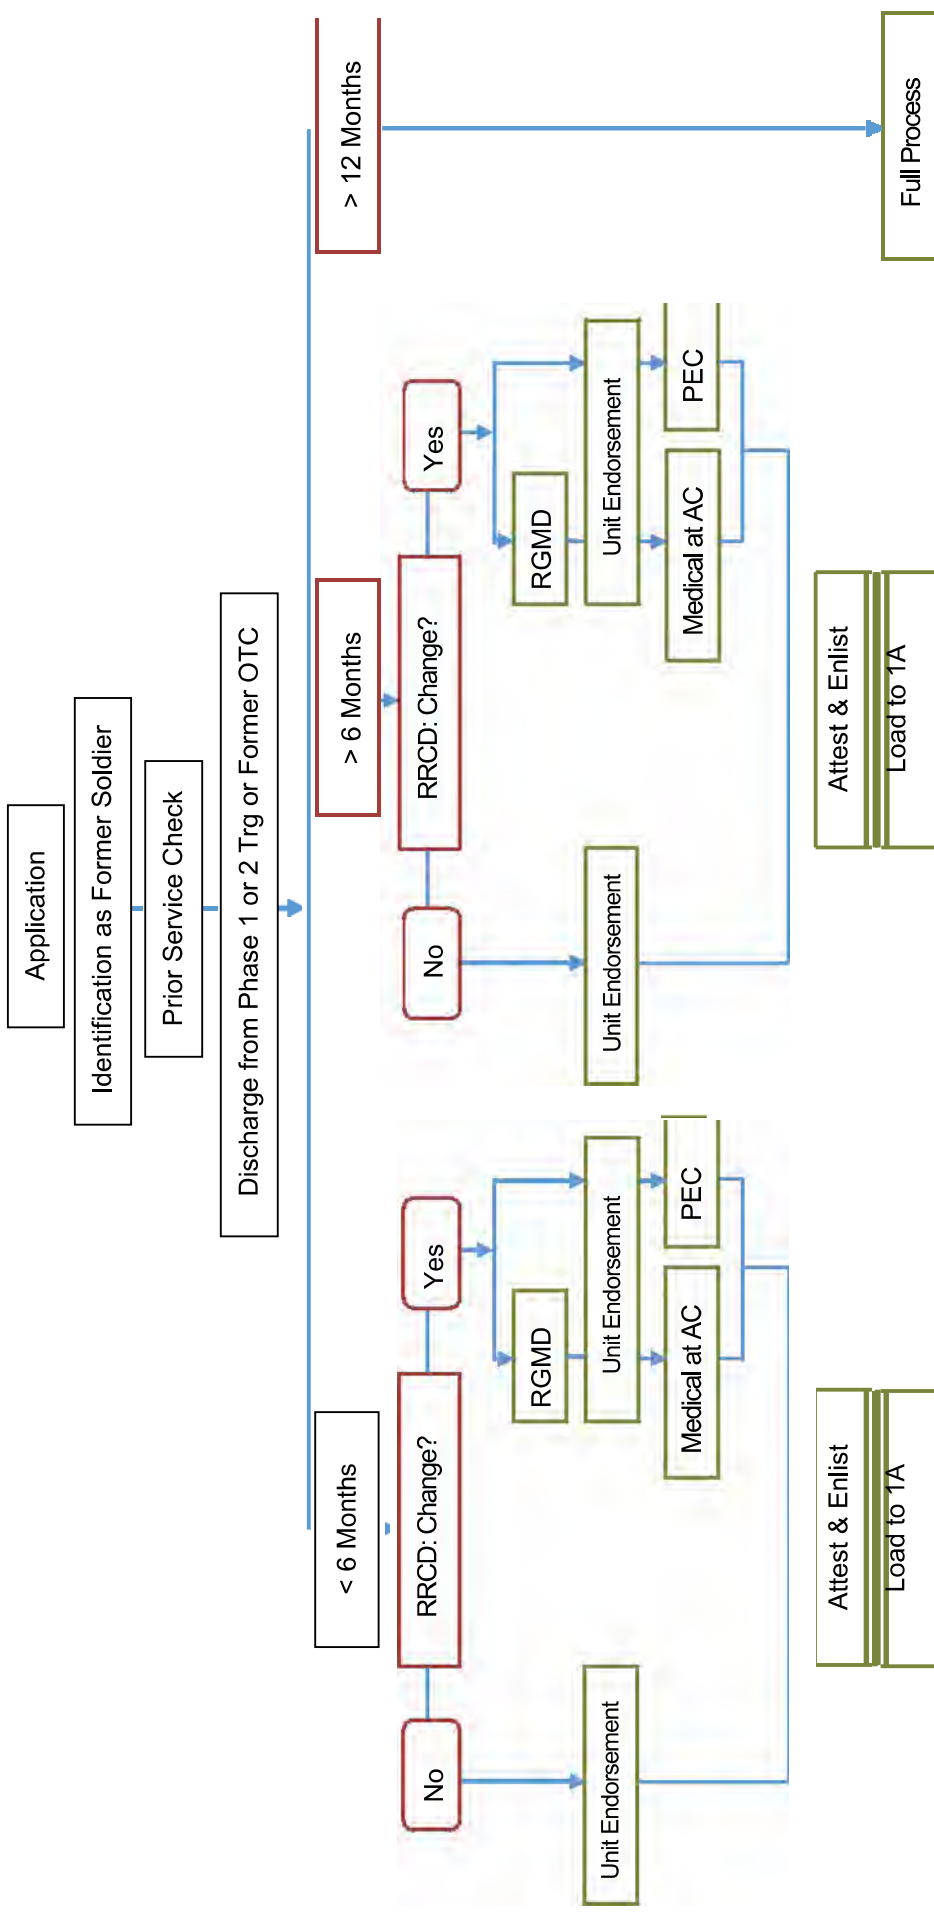 Application
Identification as Former Soldier
Prior Service Check
Discharge from Phase 1 or 2 Trg or Former OTC
< 6 Months
> 6 Months
> 12 Months
No
RRCD: Change?
Yes
No
RRCD: Change?
Yes
RGMD
RGMD
Unit Endorsement
Unit Endorsement
Unit Endorsement
Unit Endorsement
Medical at AC
PEC
Medical at AC
PEC
Attest & Enlist
Attest & Enlist
Load to 1A
Load to 1A
Full Process